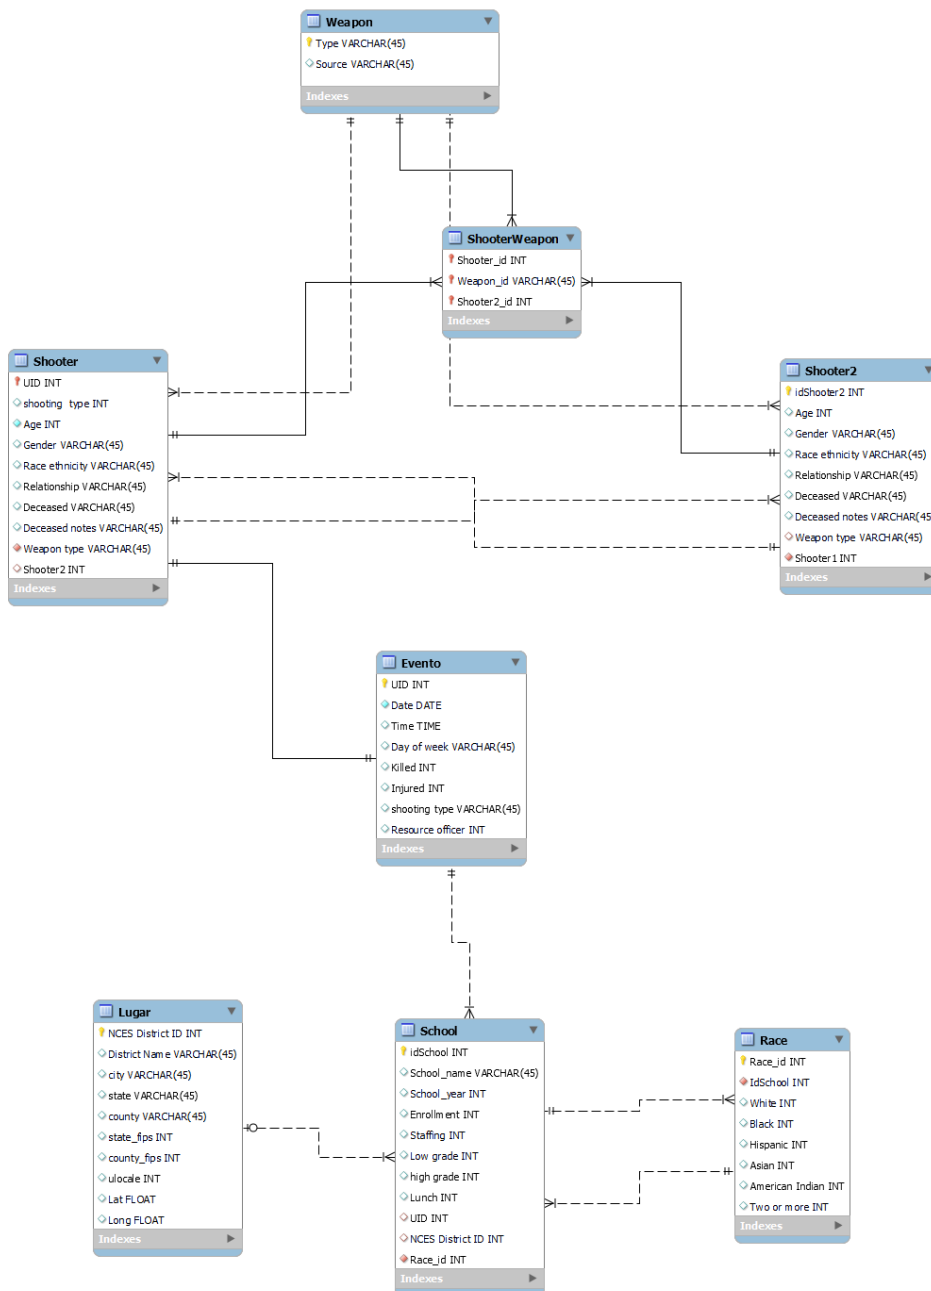 Weapon
Type VARCHAR(45)
Source VARCHAR(45)
Indexes
ShooterWeapon
Shooter_id INT
Weapon_id VARCHAR(45)
Shooter2_id INT
Indexes
Shooter
UID INT
shooting type INT
Age INT
Gender VARCHAR(45)
Race ethnicity VARCHAR(45)
Relationship VARCHAR(45)
Deceased VARCHAR(45)
Deceased notes VARCHAR(45)
Weapon type VARCHAR(45)
Shooter2 INT
Indexes
Shooter2
idShooter2 INT
Age INT
Gender VARCHAR(45)
Race ethnicity VARCHAR(45)
Relationship VARCHAR(45)
Deceased VARCHAR(45)
Deceased notes VARCHAR(45
Weapon type VARCHAR(45)
Shooter1 INT
Indexes
Evento
UID INT
Date DATE
Time TIME
Day of week VARCHAR(45)
Killed INT
Injured INT
shooting type VARCHAR(45)
Resource officer INT
Indexes
Lugar
NCES District ID INT
District Name VARCHAR(45)
city VARCHAR(45)
state VARCHAR(45)
county VARCHAR(45)
state_fips INT
county_fips INT
ulocale INT
Lat FLOAT
Long FLOAT
Indexes
School
idSchool INT
School_name VARCHAR(45)
School_year INT
Enrollment INT
Staffing INT
Low grade INT
high grade INT
Lunch INT
UID INT
NCES District ID INT
Race_id INT
Indexes
Race
Race_id INT
IdSchool INT
White INT
Black INT
Hispanic INT
Asian INT
American Indian INT
Two or more INT
Indexes